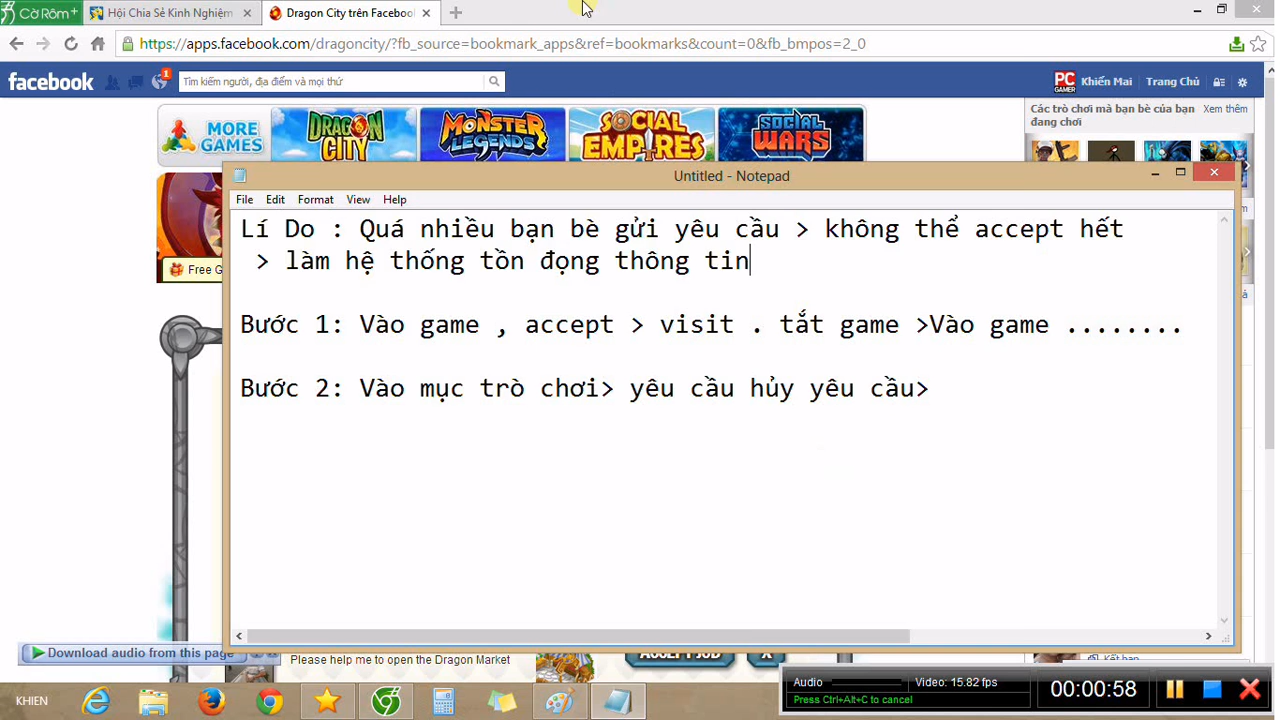 Cờ Rôm+
Hội Chia Sẻ Kinh Nghiệm
Dragon City trên Facebool
https://apps.facebook.com/dragoncity/?fb_source=bookmark_apps&ref=bookmarks&count=0&fb_bmpos=2_0
facebook
1
Tìm kiếm người, địa điểm và mọi thứ
PC GAMER
Khiến Mai
Trang Chủ
MORE GAMES
DRAGON CITY
MONSTER LEGENDS
SOCIAL EMPIRES
SOCIAL WARS
Các trò chơi mà bạn bè của bạn đang chơi
Xem thêm
Free G
Untitled - Notepad
File Edit Format View Help
Lí Do : Quá nhiều bạn bè gửi yêu cầu > không thể accept hết
> làm hệ thống tồn đọng thông tin
Bước 1: Vào game , accept > visit . tắt game >Vào game ........
Bước 2: Vào mục trò chơi> yêu cầu hủy yêu cầu>
Download audio from this page
Please help me to open the Dragon Market
Kết bạn
KHIEN
Audio
Video: 15.82 fps
Press Ctrl+Alt+C to cancel
00:00:58